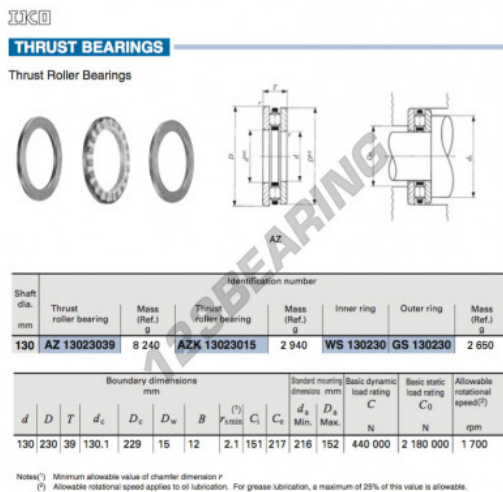 IKO
THRUST BEARINGS
Thrust Roller Bearings
T
r
r
D
d
D
d
AZ
123BEARING
Identification number
Shaft dia. mm | Thrust roller bearing | Mass (Ref.) g | Thrust roller bearing | Mass (Ref.) g | Inner ring | Outer ring | Mass (Ref.) g
130 AZ 13023039 8 240 AZK 13023015 2 940 WS 130230 GS 130230 2 650
Boundary dimensions mm | Standard mounting dimensions mm | Basic dynamic load rating C N | Basic static load rating C0 N | Allowable rotational speed(2) rpm
d D T dc Dc Dw B rsmin(1) Ci Ce da Min. Da Max.
130 230 39 130.1 229 15 12 2.1 151 217 216 152 440 000 2 180 000 1 700
Notes(1) Minimum allowable value of chamfer dimension r
(2) Allowable rotational speed applies to oil lubrication. For grease lubrication, a maximum of 25% of this value is allowable.